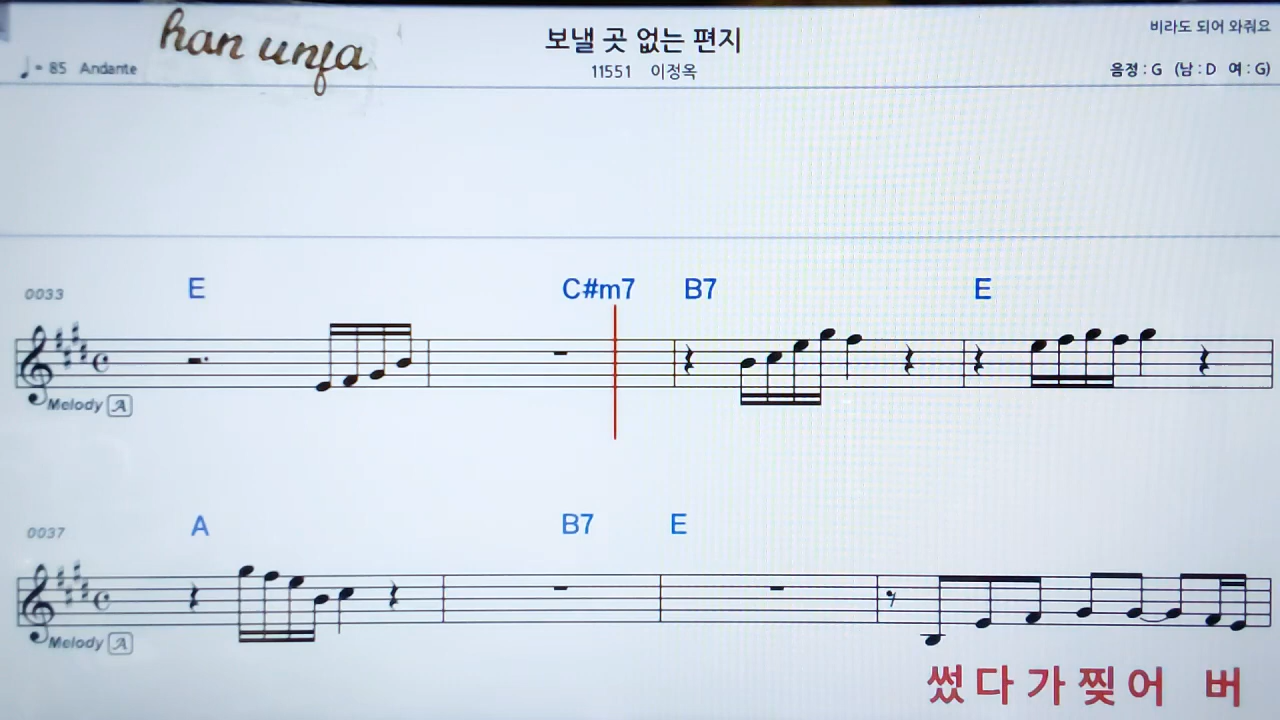 han unfa
보낼 곳 없는 편지
비라도 되어 와줘요
♩= 85 Andante
11551 이정옥
음정 : G (남 : D 여 : G)
0033 E C#m7 B7 E
Melody A
0037 A B7 E
Melody A
썼다가찢어 버